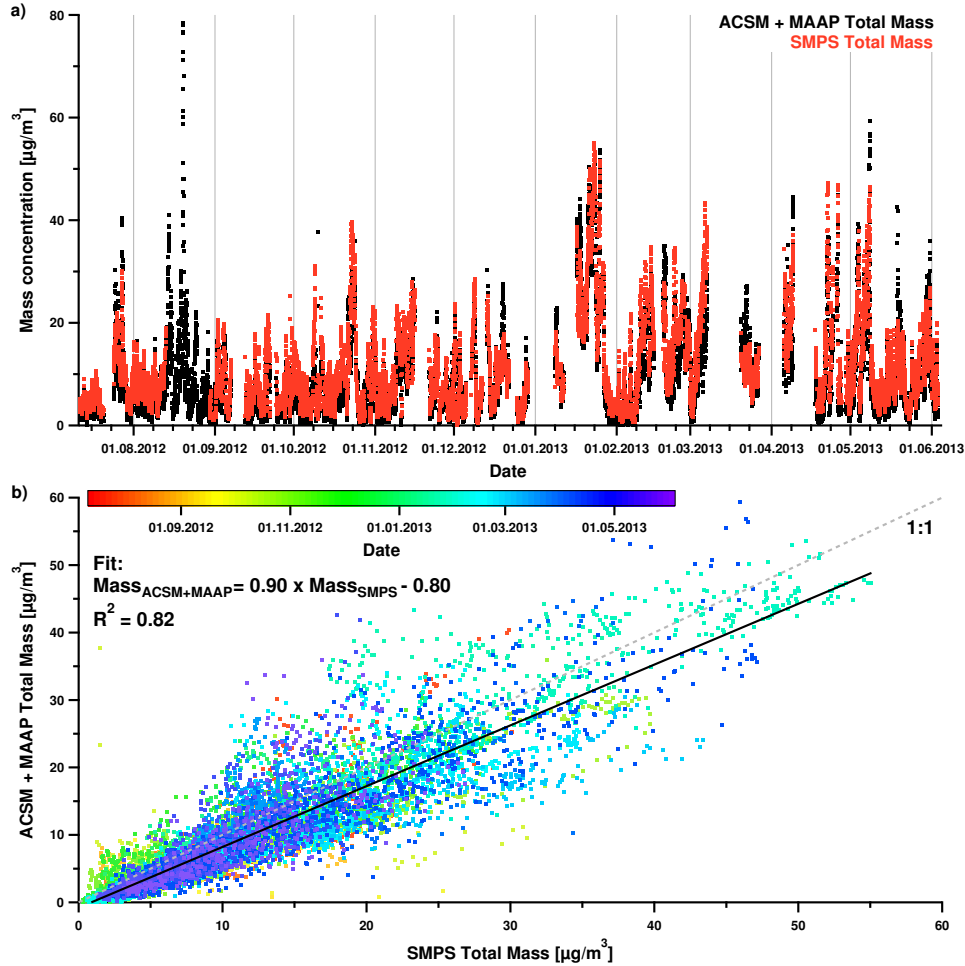 a)
ACSM + MAAP Total Mass
SMPS Total Mass
Mass concentration [µg/m³]
80
60
40
20
0
01.08.2012 01.09.2012 01.10.2012 01.11.2012 01.12.2012 01.01.2013 01.02.2013 01.03.2013 01.04.2013 01.05.2013 01.06.2013
Date
b)
ACSM + MAAP Total Mass [µg/m³]
60
50
40
30
20
10
0
01.09.2012 01.11.2012 01.01.2013 01.03.2013 01.05.2013
Date
1:1
Fit:
Mass_ACSM+MAAP = 0.90 x Mass_SMPS - 0.80
R² = 0.82
0 10 20 30 40 50 60
SMPS Total Mass [µg/m³]